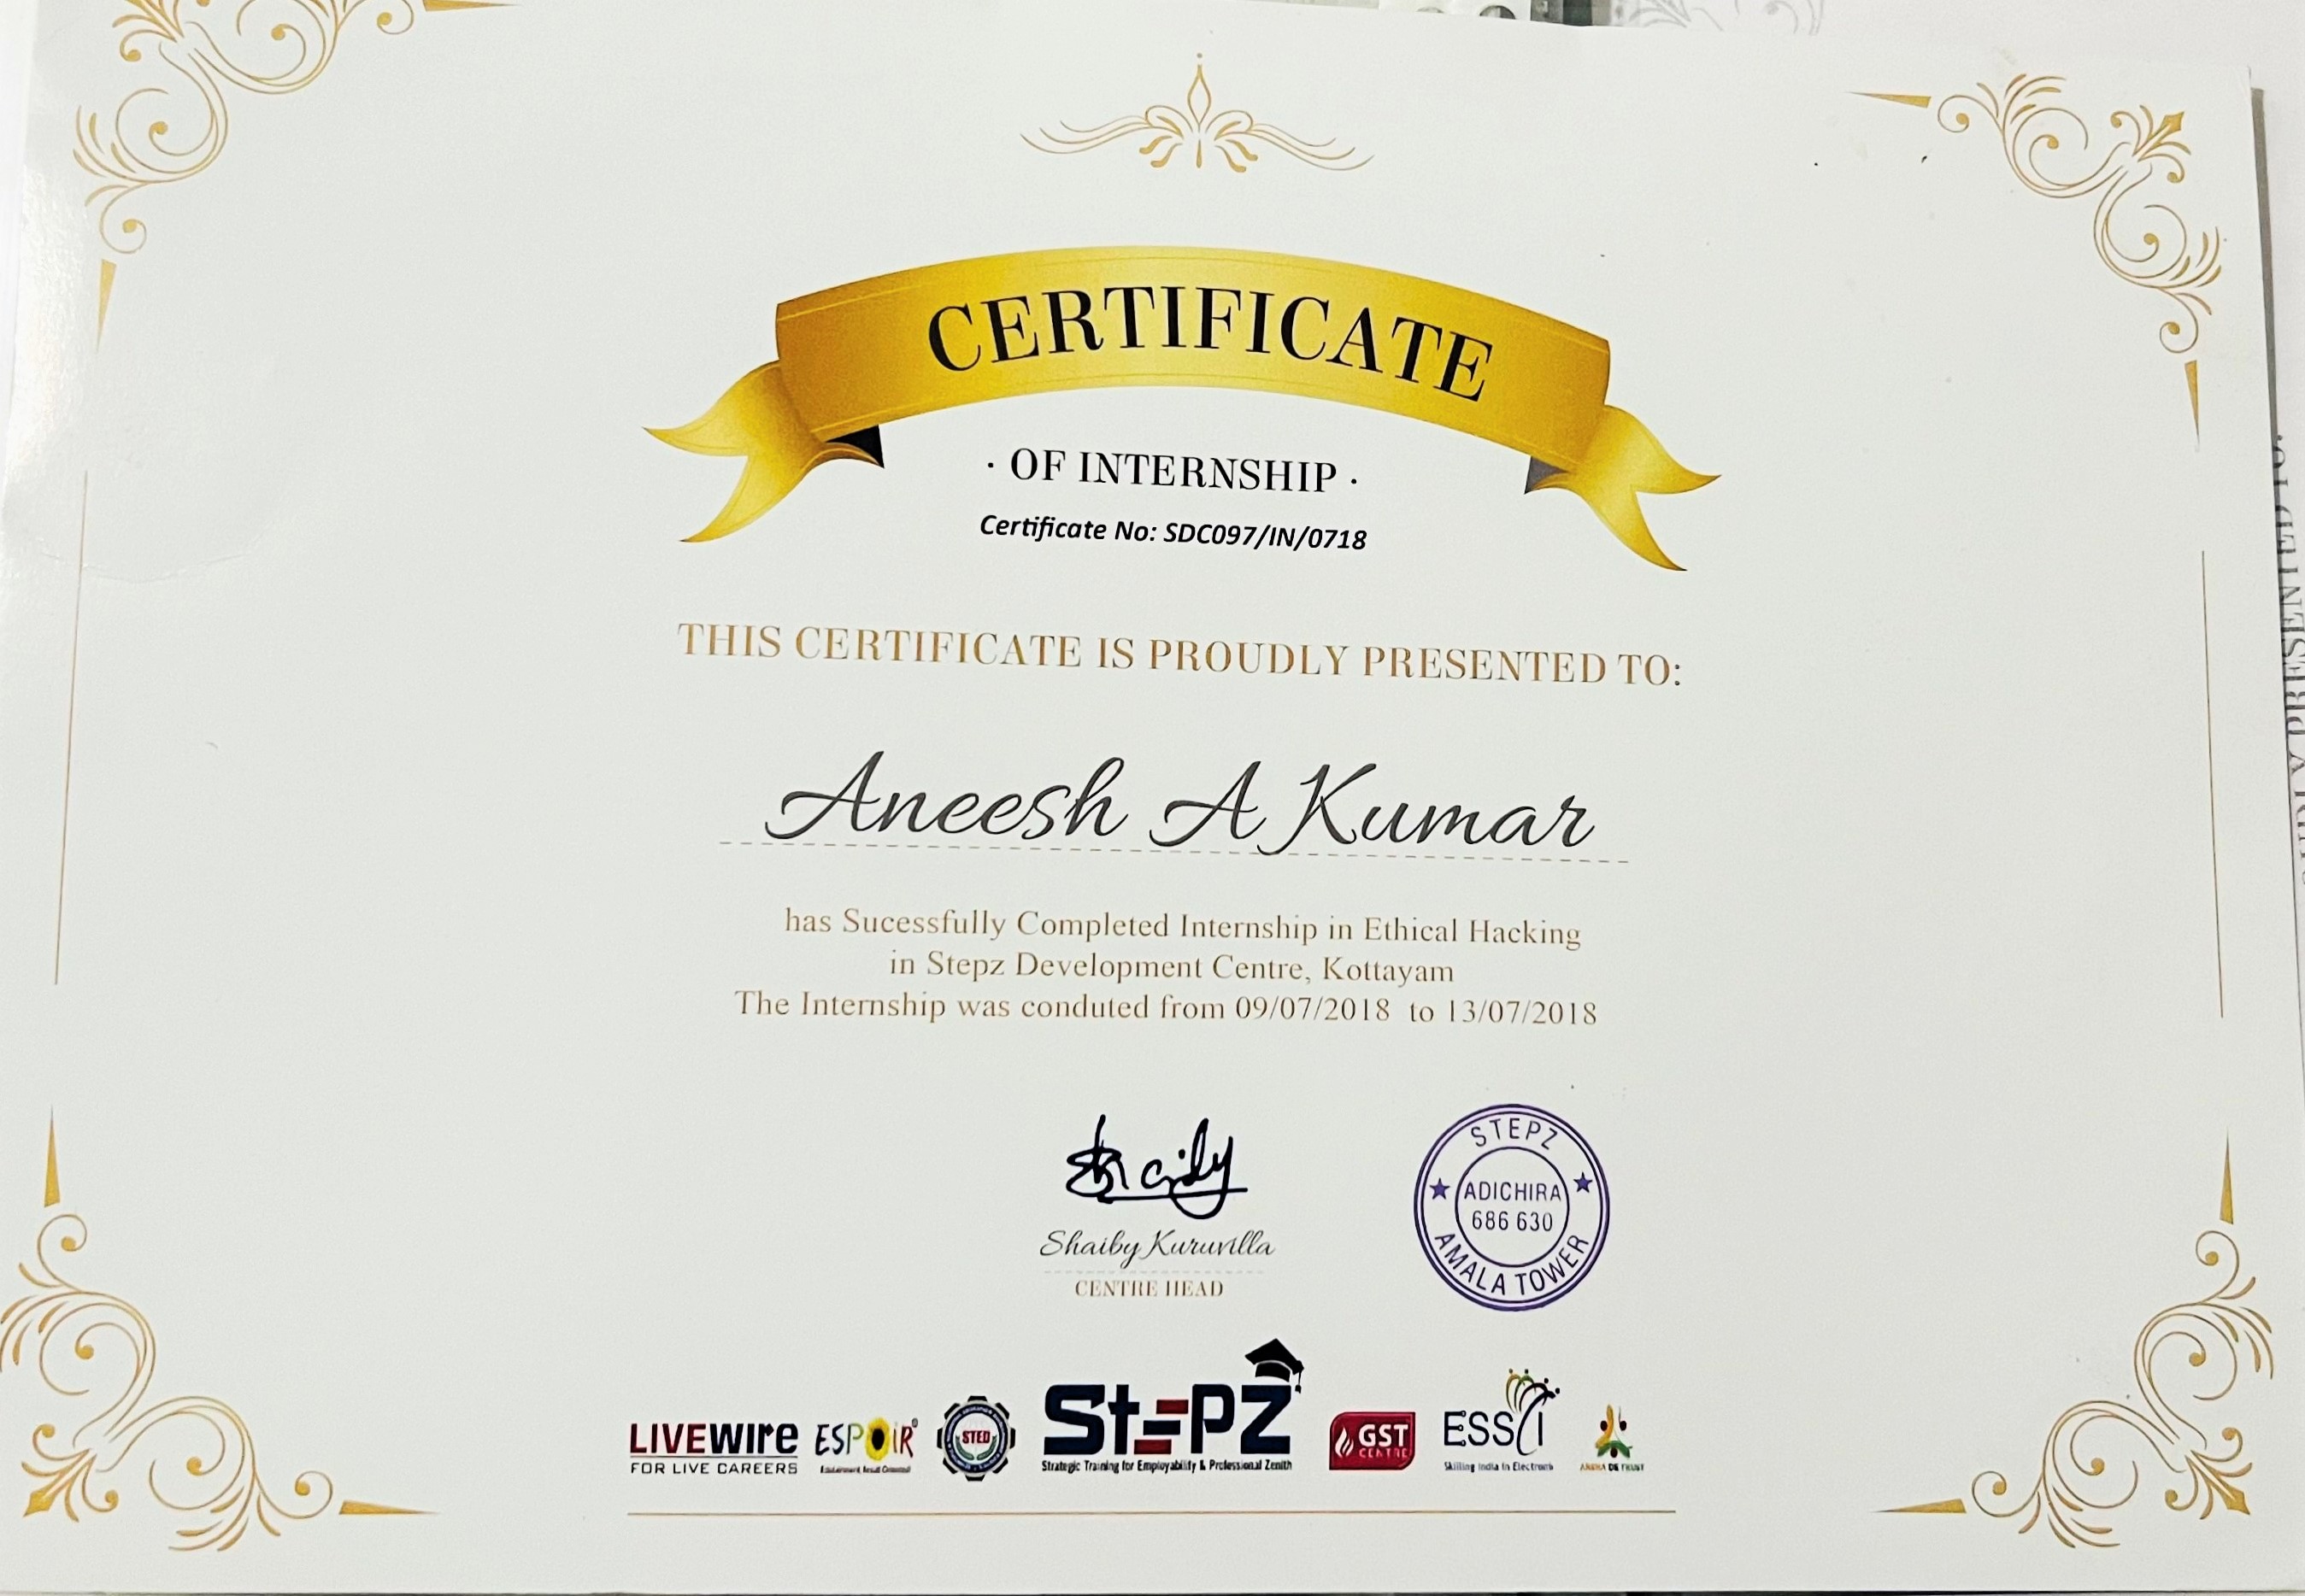 CERTIFICATE
· OF INTERNSHIP ·
Certificate No: SDC097/IN/0718
THIS CERTIFICATE IS PROUDLY PRESENTED TO:
Aneesh A Kumar
has Sucessfully Completed Internship in Ethical Hacking
in Stepz Development Centre, Kottayam
The Internship was conduted from 09/07/2018 to 13/07/2018
Shaiby Kuruvilla
CENTRE HEAD
STEPZ
ADICHIRA
686 630
AMALA TOWER
LIVEWIRE
FOR LIVE CAREERS
ESPOIR
STED
StEPZ
Strategic Training for Employability & Professional Zenith
GST
CENTRE
ESSCI
Skilling India in Electronics
PRESENTED TO: